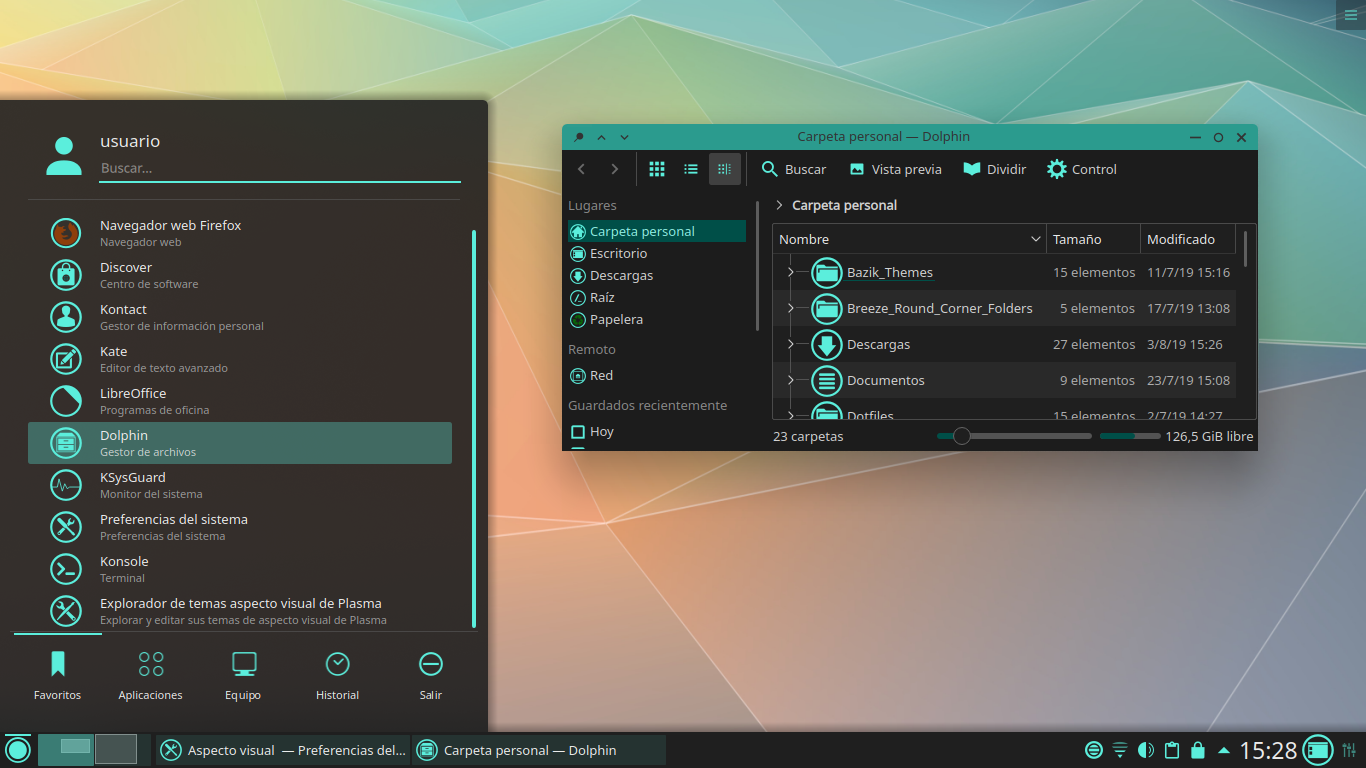 usuario
Buscar...
Navegador web Firefox
Navegador web
Discover
Centro de software
Kontact
Gestor de información personal
Kate
Editor de texto avanzado
LibreOffice
Programas de oficina
Dolphin
Gestor de archivos
KSysGuard
Monitor del sistema
Preferencias del sistema
Preferencias del sistema
Konsole
Terminal
Explorador de temas aspecto visual de Plasma
Explorar y editar sus temas de aspecto visual de Plasma
Favoritos Aplicaciones Equipo Historial Salir
Carpeta personal — Dolphin
Buscar Vista previa Dividir Control
Lugares
Carpeta personal
Escritorio
Descargas
Raíz
Papelera
Remoto
Red
Guardados recientemente
Hoy
Carpeta personal
Nombre Tamaño Modificado
Bazik_Themes 15 elementos 11/7/19 15:16
Breeze_Round_Corner_Folders 5 elementos 17/7/19 13:08
Descargas 27 elementos 3/8/19 15:26
Documentos 9 elementos 23/7/19 15:08
Dotfiles 15 elementos 2/7/19 14:27
23 carpetas 126,5 GiB libre
Aspecto visual — Preferencias del... Carpeta personal — Dolphin 15:28